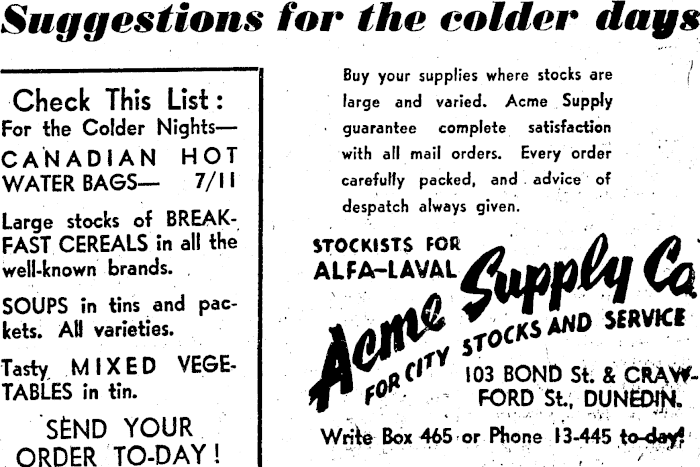 Suggestions for the colder days
Check This List:
For the Colder Nights—
CANADIAN HOT
WATER BAGS— 7/11
Large stocks of BREAK-
FAST CEREALS in all the
well-known brands.
SOUPS in tins and pac-
kets. All varieties.
Tasty MIXED VEGE-
TABLES in tin.
SEND YOUR
ORDER TO-DAY!
Buy your supplies where stocks are
large and varied. Acme Supply
guarantee complete satisfaction
with all mail orders. Every order
carefully packed, and advice of
despatch always given.
STOCKISTS FOR
ALFA-LAVAL
Acme Supply Co
FOR CITY STOCKS AND SERVICE
103 BOND St. & CRAW-
FORD St., DUNEDIN.
Write Box 465 or Phone 13-445 to-day!